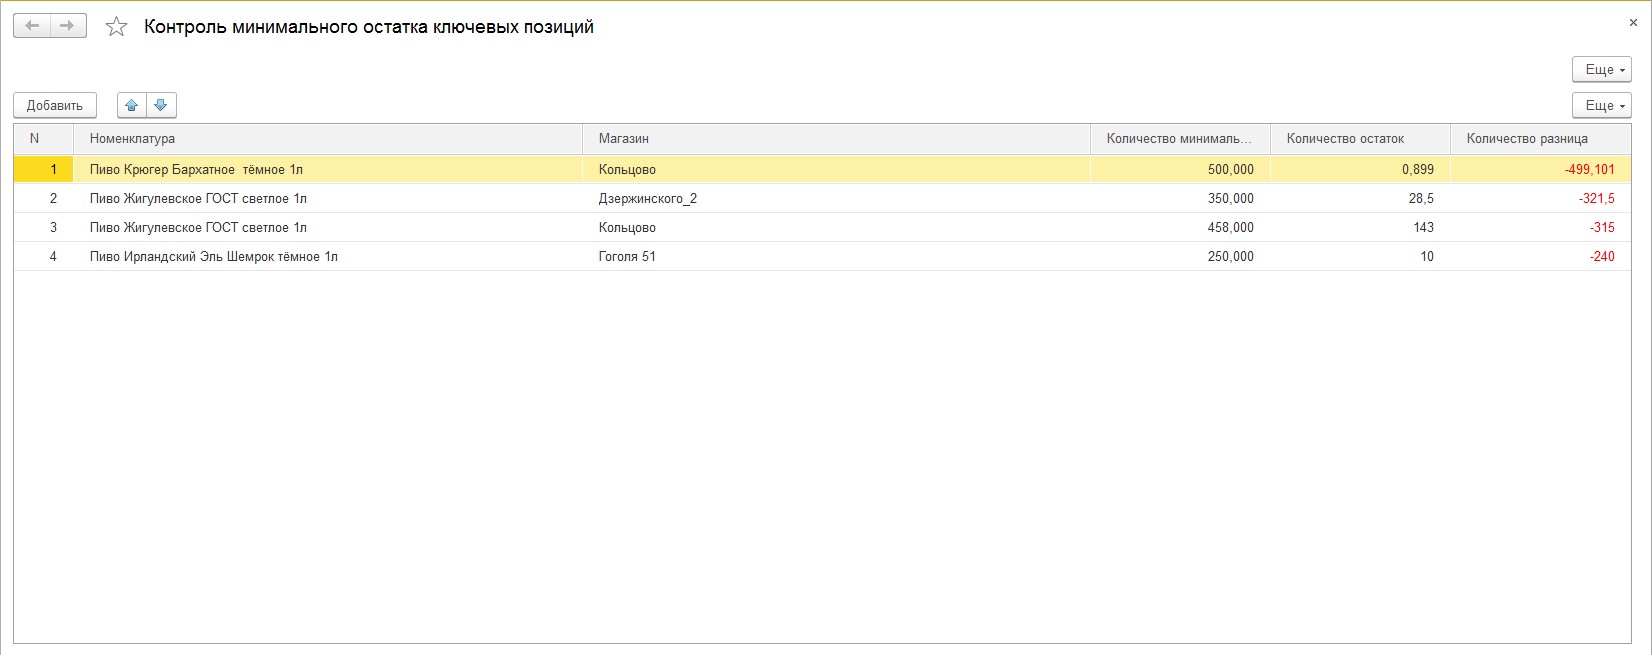 Контроль минимального остатка ключевых позиций
Еще
Добавить Еще
N Номенклатура Магазин Количество минималь... Количество остаток Количество разница
1 Пиво Крюгер Бархатное  тёмное 1л Кольцово 500,000 0,899 -499,101
2 Пиво Жигулевское ГОСТ светлое 1л Дзержинского_2 350,000 28,5 -321,5
3 Пиво Жигулевское ГОСТ светлое 1л Кольцово 458,000 143 -315
4 Пиво Ирландский Эль Шемрок тёмное 1л Гоголя 51 250,000 10 -240